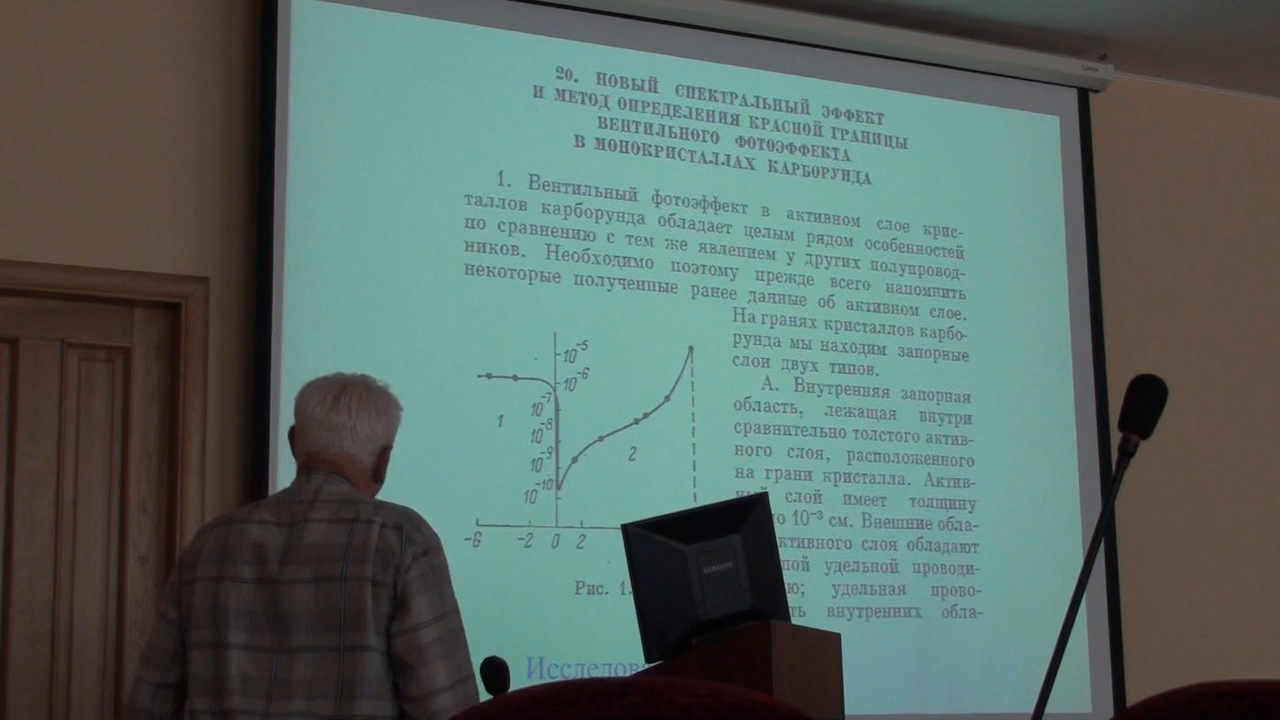 20. НОВЫЙ СПЕКТРАЛЬНЫЙ ЭФФЕКТ
И МЕТОД ОПРЕДЕЛЕНИЯ КРАСНОЙ ГРАНИЦЫ
ВЕНТИЛЬНОГО ФОТОЭФФЕКТА
В МОНОКРИСТАЛЛАХ КАРБОРУНДА
1. Вентильный фотоэффект в активном слое крис-
таллов карборунда обладает целым рядом особенностей
по сравнению с тем же явлением у других полупровод-
ников. Необходимо поэтому прежде всего напомнить
некоторые полученные ранее данные об активном слое.
На гранях кристаллов карбо-
рунда мы находим запорные
слои двух типов.
А. Внутренняя запорная
область, лежащая внутри
сравнительно толстого актив-
ного слоя, расположенного
на грани кристалла. Актив-
слой имеет толщину
10⁻³ см. Внешние обла-
активного слоя обладают
удельной проводи-
удельная прово-
внутренних обла-
10⁻⁵
10⁻⁶
10⁻⁷
10⁻⁸
10⁻⁹
10⁻¹⁰
1
2
-6 -2 0 2
Рис. 1.
SAMSUNG